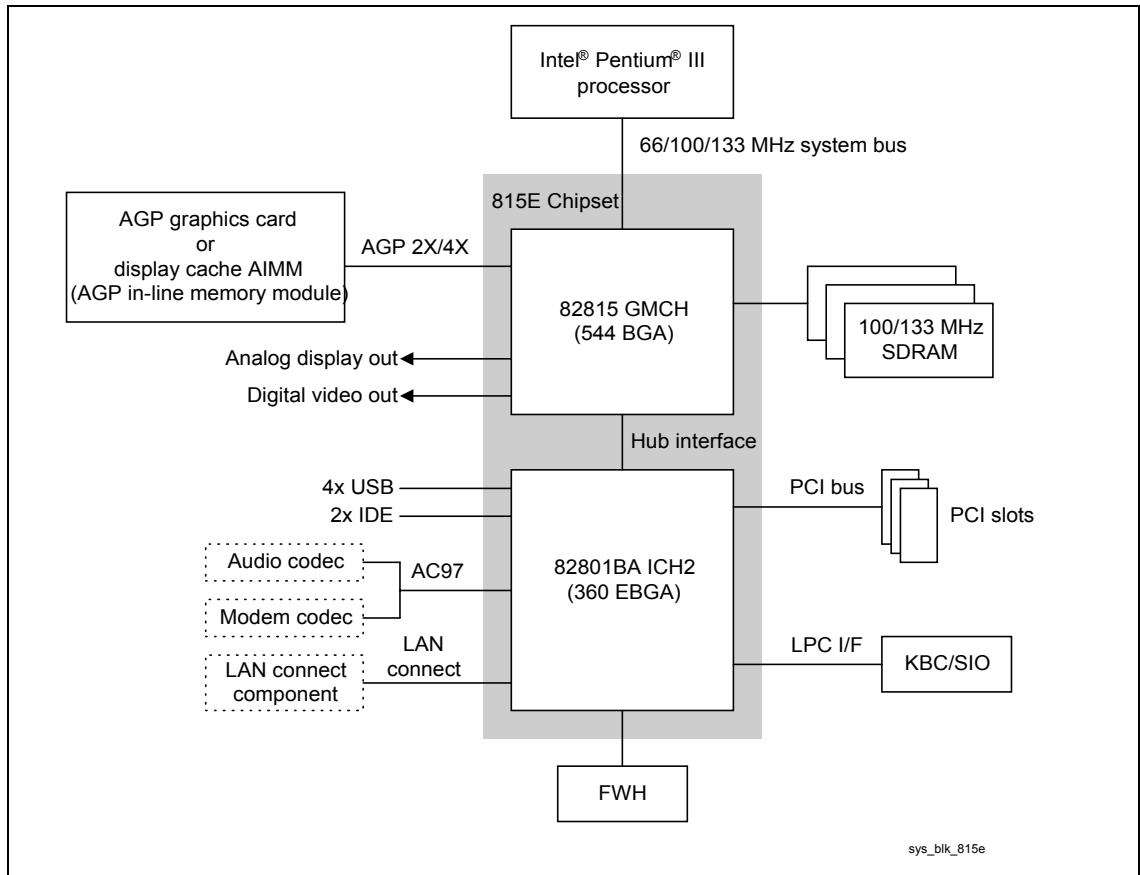 Intel® Pentium® III
processor
66/100/133 MHz system bus
815E Chipset
AGP graphics card
or
display cache AIMM
(AGP in-line memory module)
AGP 2X/4X
82815 GMCH
(544 BGA)
100/133 MHz
SDRAM
Analog display out
Digital video out
Hub interface
4x USB
2x IDE
PCI bus
PCI slots
Audio codec
AC97
Modem codec
82801BA ICH2
(360 EBGA)
LAN
connect
LAN connect
component
LPC I/F
KBC/SIO
FWH
sys_blk_815e